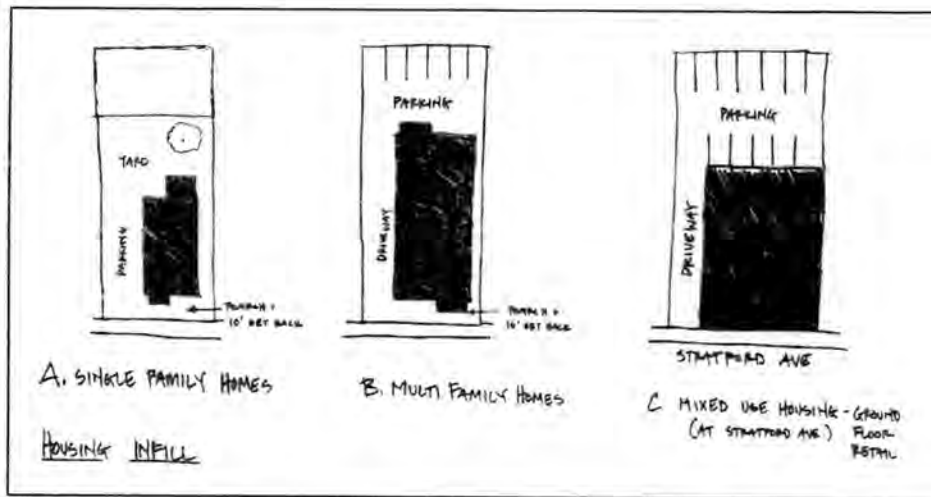 YARD
PARKING
PORCH &
10' SET BACK
A. SINGLE FAMILY HOMES
PARKING
DRIVEWAY
PORCH &
10' SET BACK
B. MULTI FAMILY HOMES
PARKING
DRIVEWAY
STRATFORD AVE
C MIXED USE HOUSING - GROUND
(AT STRATFORD AVE) FLOOR
RETAIL
HOUSING INFILL